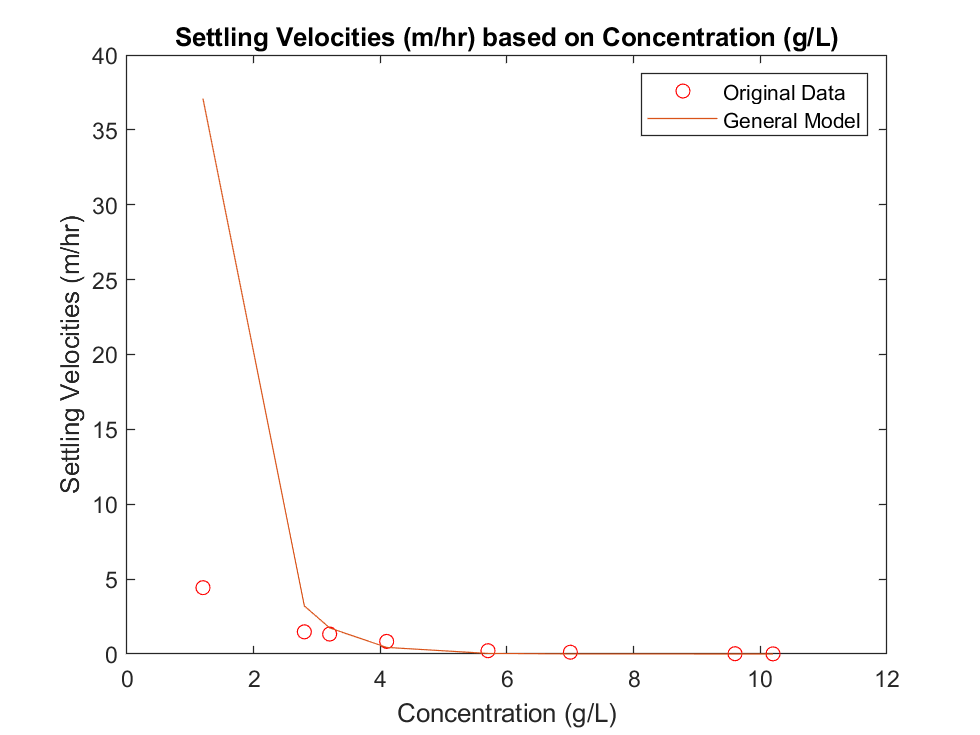 Settling Velocities (m/hr) based on Concentration (g/L)
Original Data
General Model
40
35
30
25
20
15
10
5
0
Settling Velocities (m/hr)
0 2 4 6 8 10 12
Concentration (g/L)